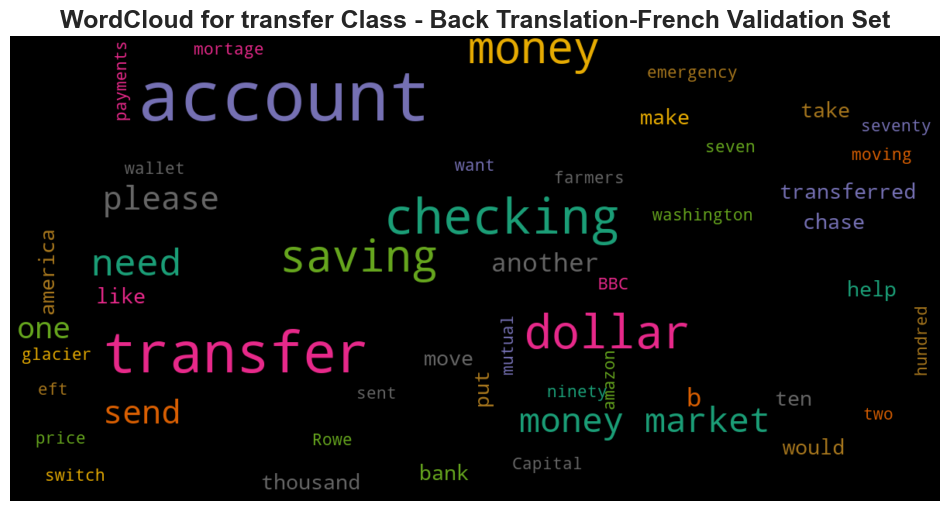 WordCloud for transfer Class - Back Translation-French Validation Set
mortage
money
payments
account
emergency
make
take
seventy
seven
moving
wallet
want
farmers
please
transferred
checking
washington
chase
america
need
saving
another
like
BBC
help
one
transfer
dollar
mutual
hundred
glacier
move
amazon
eft
sent
put
ninety
b
ten
send
money market
two
price
Rowe
would
switch
thousand
bank
Capital